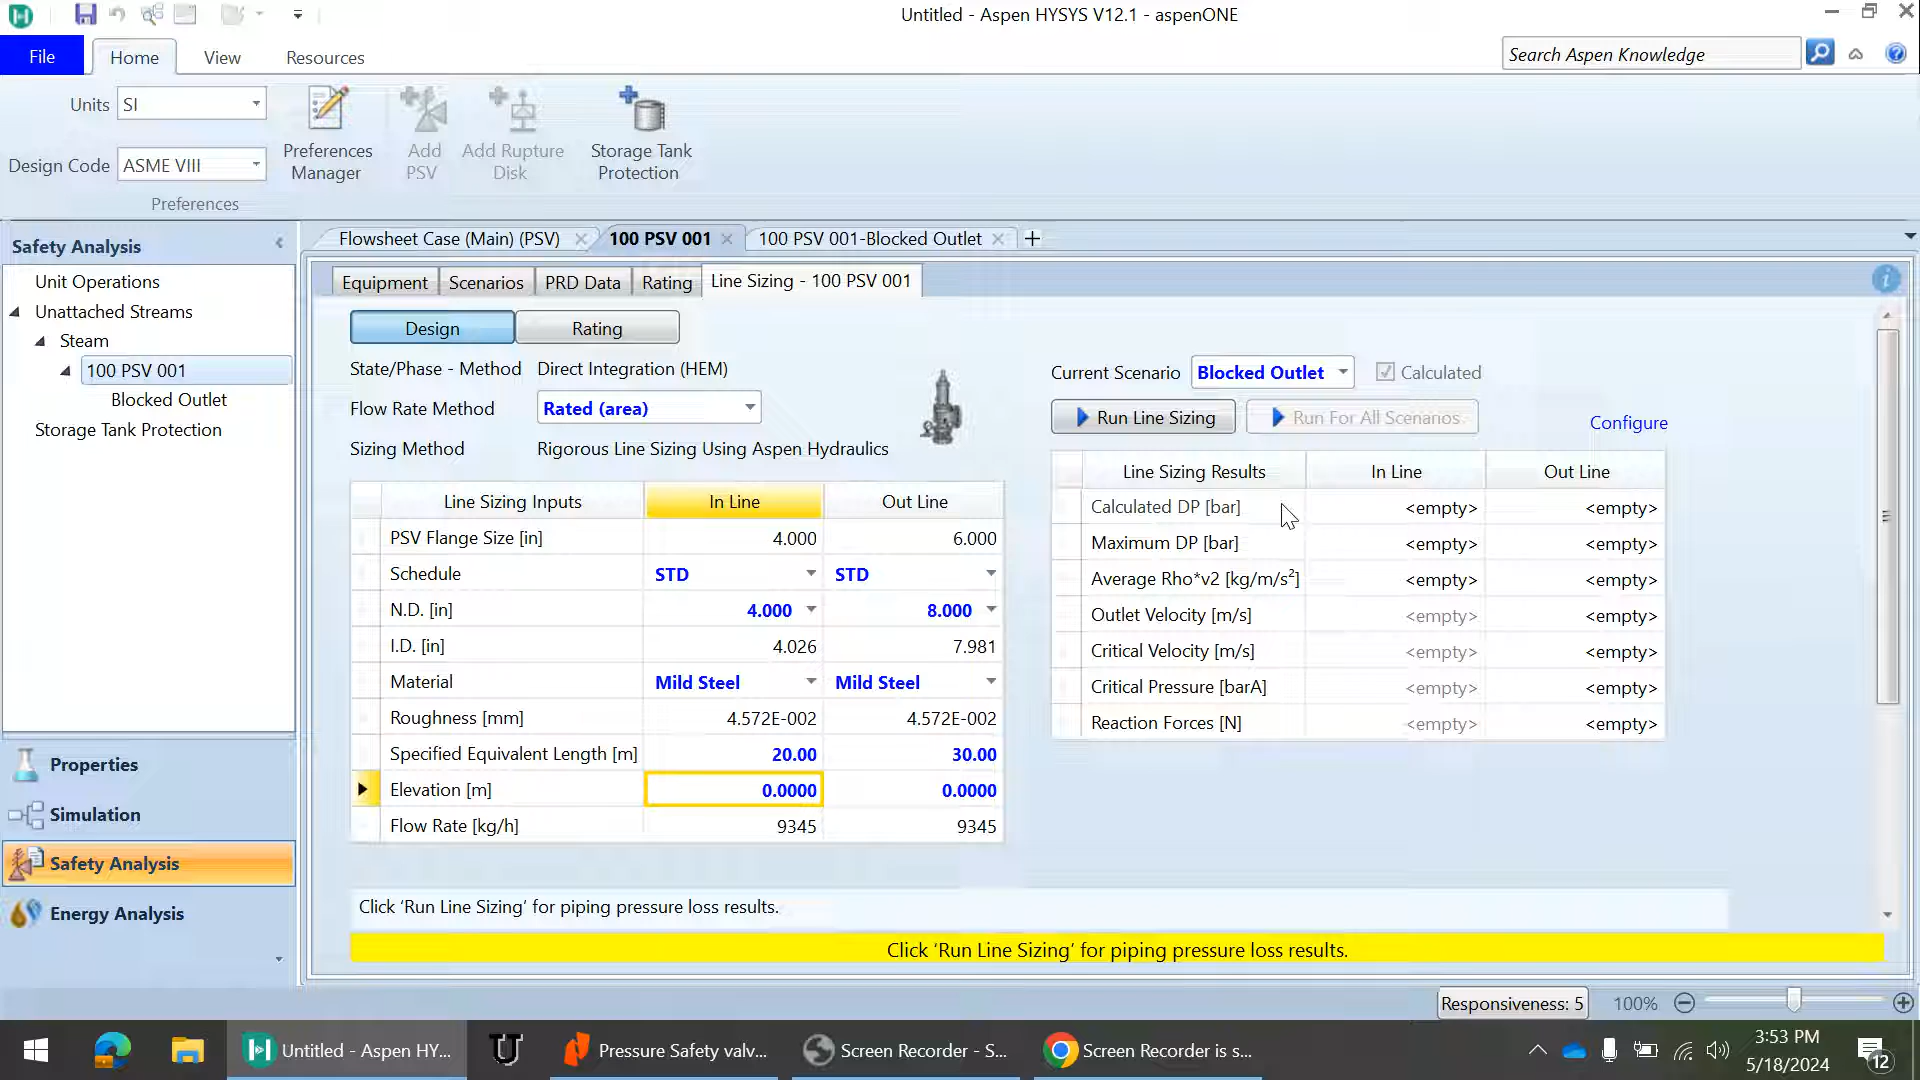 Untitled - Aspen HYSYS V12.1 - aspenONE
File
Home
View
Resources
Search Aspen Knowledge
Units
SI
Design Code
ASME VIII
Preferences
Manager
Add
PSV
Add Rupture
Disk
Storage Tank
Protection
Preferences
Safety Analysis
Unit Operations
Unattached Streams
Steam
100 PSV 001
Blocked Outlet
Storage Tank Protection
Properties
Simulation
Safety Analysis
Energy Analysis
Flowsheet Case (Main) (PSV)
100 PSV 001
100 PSV 001-Blocked Outlet
Equipment
Scenarios
PRD Data
Rating
Line Sizing - 100 PSV 001
Design
Rating
State/Phase - Method Direct Integration (HEM)
Flow Rate Method Rated (area)
Sizing Method Rigorous Line Sizing Using Aspen Hydraulics
Line Sizing Inputs In Line Out Line
PSV Flange Size [in] 4.000 6.000
Schedule STD STD
N.D. [in] 4.000 8.000
I.D. [in] 4.026 7.981
Material Mild Steel Mild Steel
Roughness [mm] 4.572E-002 4.572E-002
Specified Equivalent Length [m] 20.00 30.00
Elevation [m] 0.0000 0.0000
Flow Rate [kg/h] 9345 9345
Current Scenario Blocked Outlet Calculated
Run Line Sizing Run For All Scenarios
Configure
Line Sizing Results In Line Out Line
Calculated DP [bar] <empty> <empty>
Maximum DP [bar] <empty> <empty>
Average Rho*v2 [kg/m/s²] <empty> <empty>
Outlet Velocity [m/s] <empty> <empty>
Critical Velocity [m/s] <empty> <empty>
Critical Pressure [barA] <empty> <empty>
Reaction Forces [N] <empty> <empty>
Click 'Run Line Sizing' for piping pressure loss results.
Click 'Run Line Sizing' for piping pressure loss results.
Responsiveness: 5
100%
Untitled - Aspen HY...
Pressure Safety valv...
Screen Recorder - S...
Screen Recorder is s...
3:53 PM
5/18/2024
12